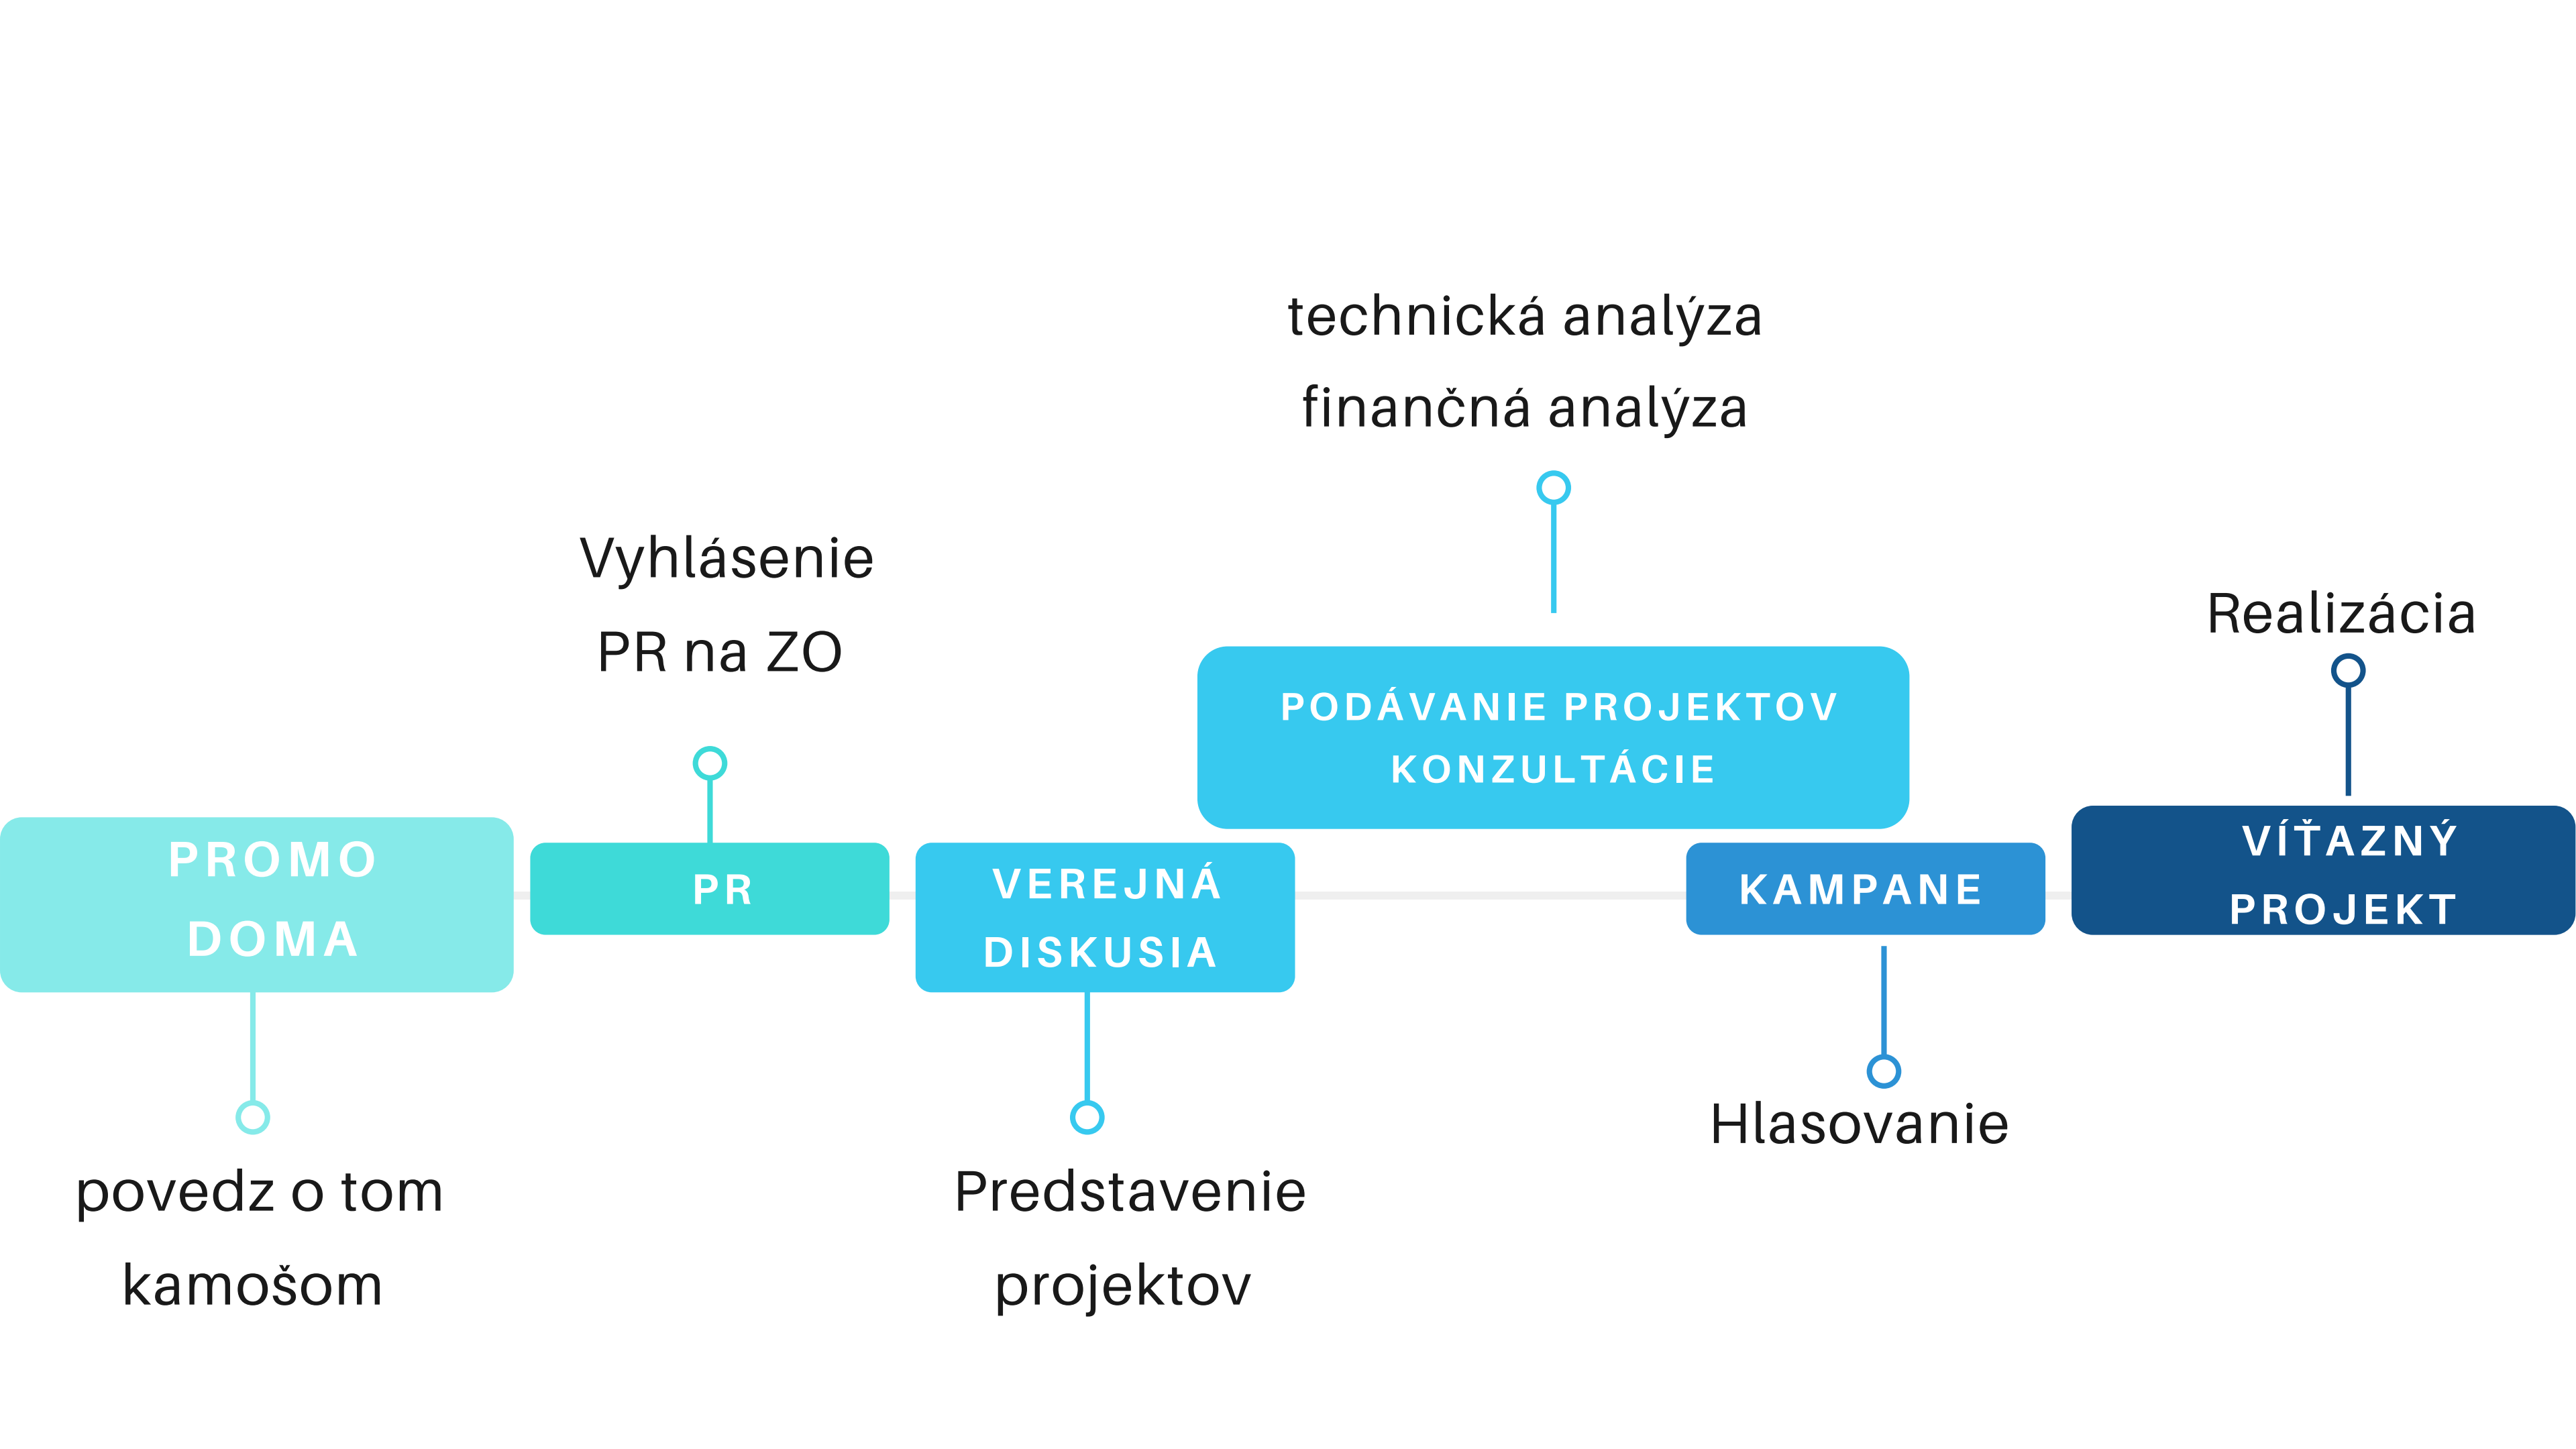 PROMO
DOMA
povedz o tom
kamošom
Vyhlásenie
PR na ZO
PR
VEREJNÁ
DISKUSIA
Predstavenie
projektov
technická analýza
finančná analýza
PODÁVANIE PROJEKTOV
KONZULTÁCIE
KAMPANE
Hlasovanie
Realizácia
VÍŤAZNÝ
PROJEKT